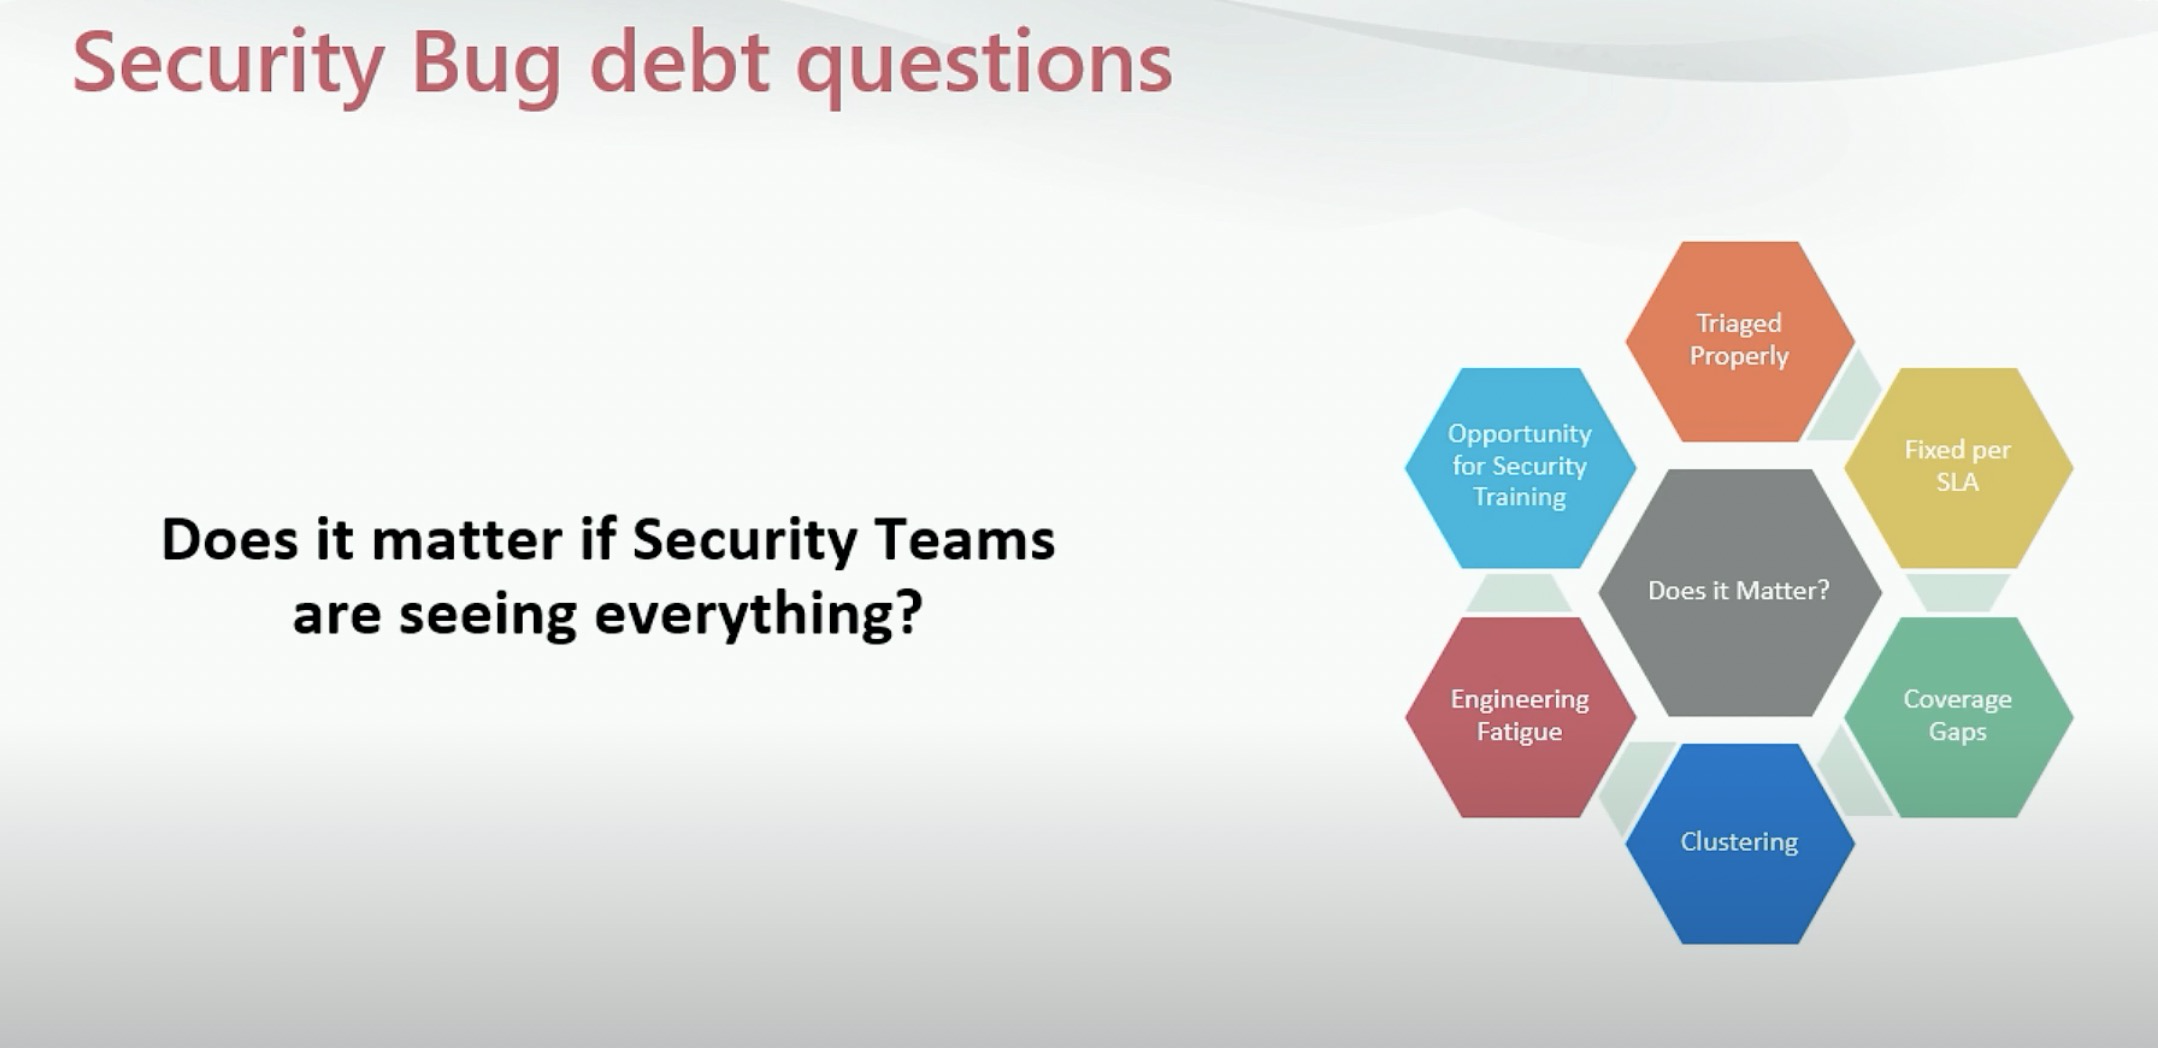 Security Bug debt questions
Does it matter if Security Teams
are seeing everything?
Triaged
Properly
Fixed per
SLA
Coverage
Gaps
Clustering
Engineering
Fatigue
Opportunity
for Security
Training
Does it Matter?